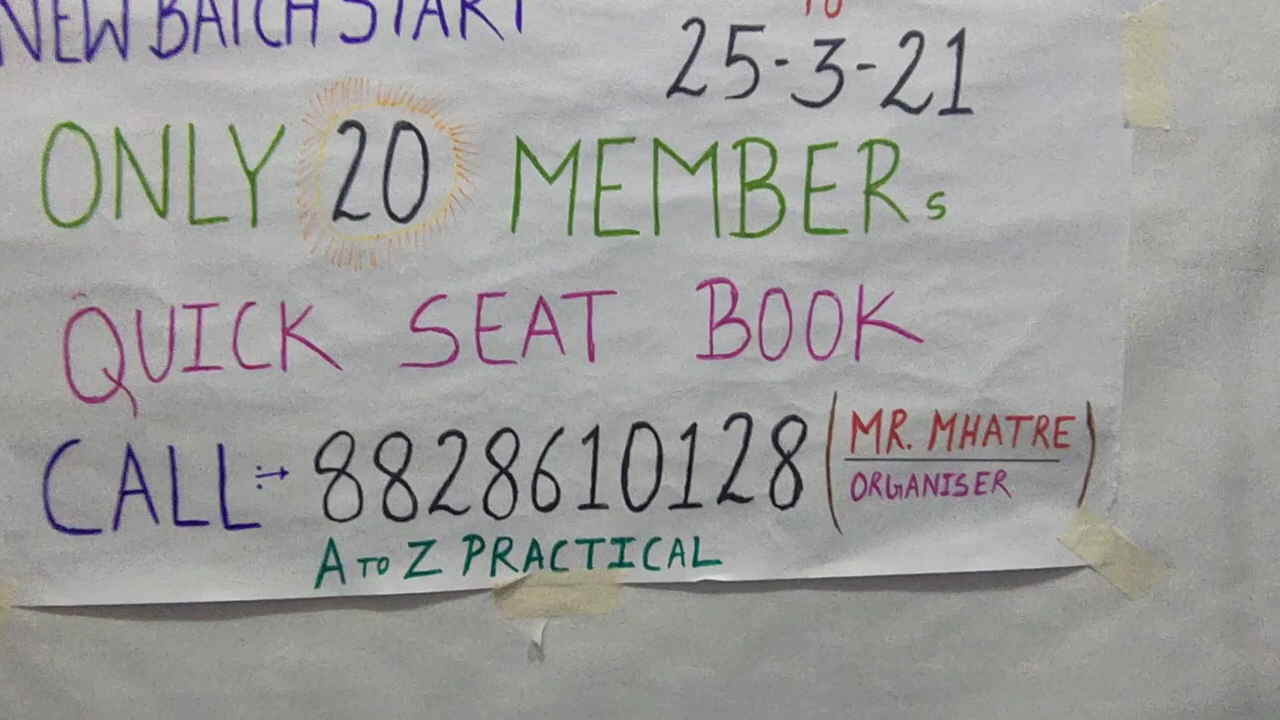 NEW BATCH START
TO
25-3-21
ONLY 20 MEMBERs
QUICK SEAT BOOK
CALL:→ 8828610128 (MR. MHATRE
ORGANISER)
A TO Z PRACTICAL